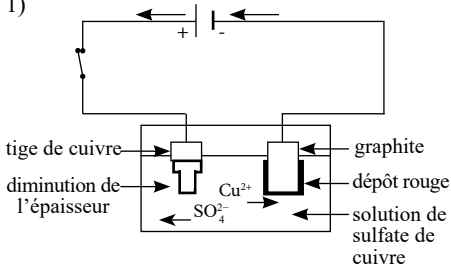 1)
+ -
tige de cuivre
graphite
diminution de
l’épaisseur
Cu²⁺
dépôt rouge
SO₄²⁻
solution de
sulfate de
cuivre